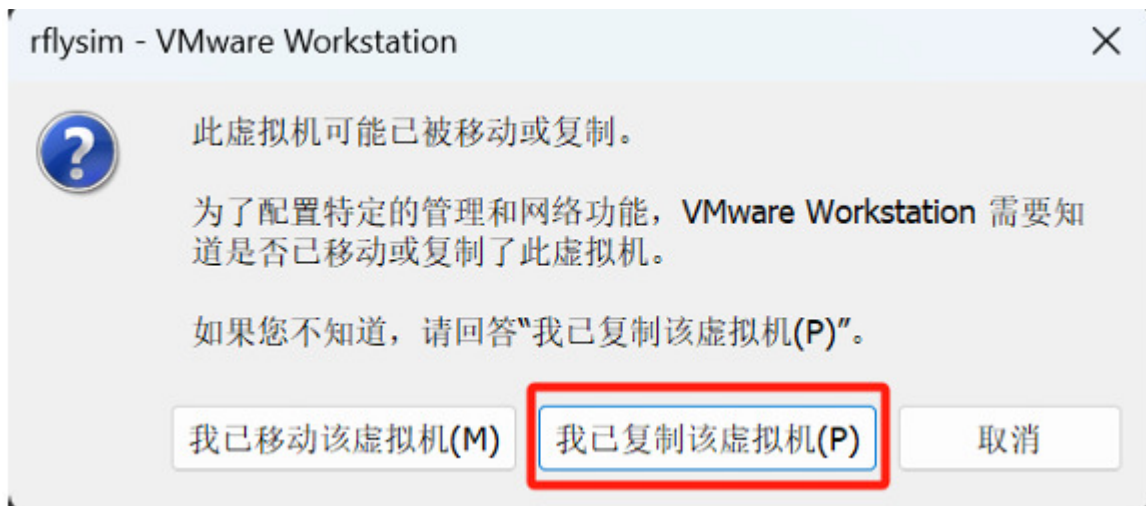 rflysim - VMware Workstation
此虚拟机可能已被移动或复制。
为了配置特定的管理和网络功能，VMware Workstation 需要知
道是否已移动或复制了此虚拟机。
如果您不知道，请回答“我已复制该虚拟机(P)”。
我已移动该虚拟机(M)
我已复制该虚拟机(P)
取消